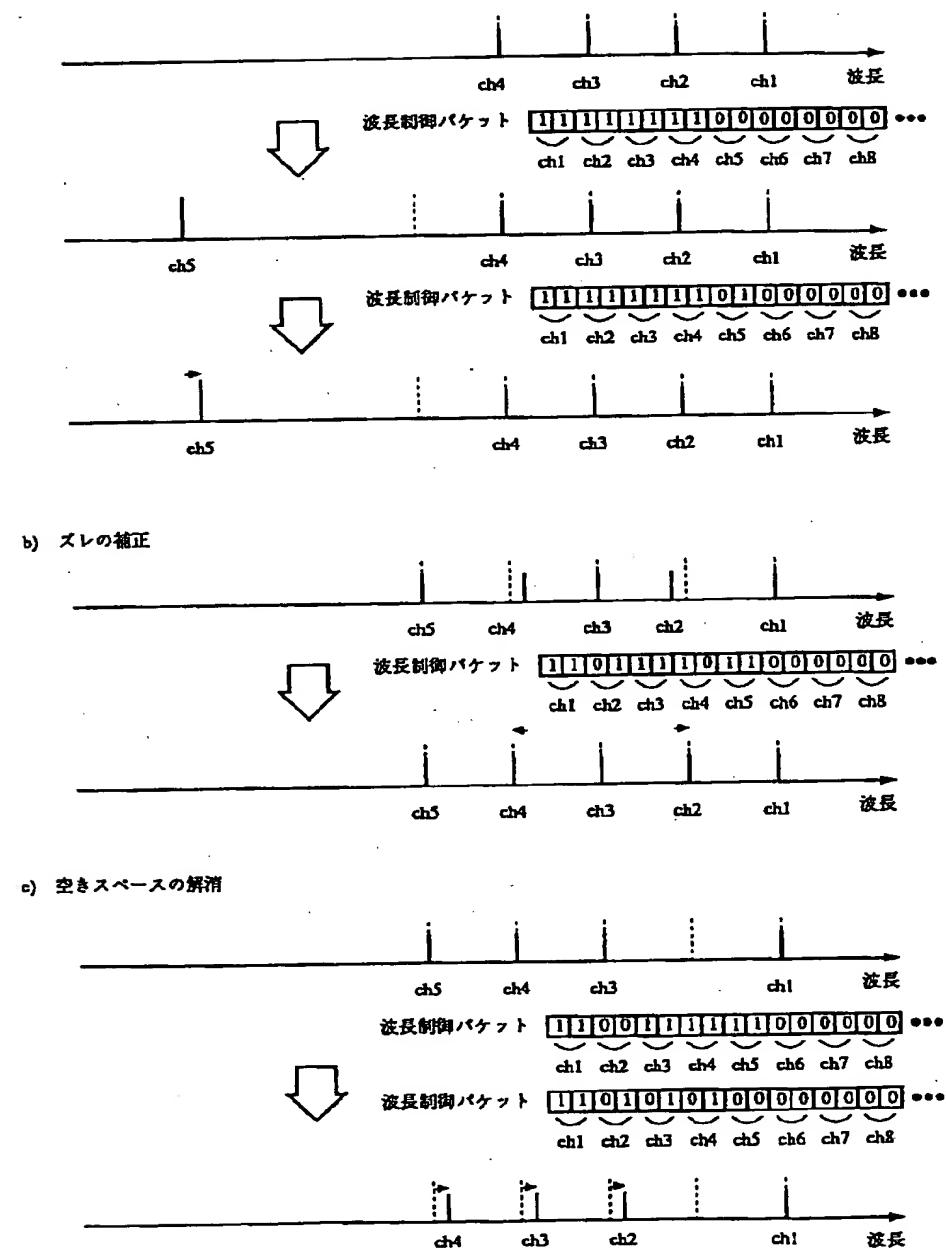 ch4 ch3 ch2 ch1 波長
波長制御パケット 1 1 1 1 1 1 1 1 0 0 0 0 0 0 0 0 •••
ch1 ch2 ch3 ch4 ch5 ch6 ch7 ch8
ch5 ch4 ch3 ch2 ch1 波長
波長制御パケット 1 1 1 1 1 1 1 1 0 1 0 0 0 0 0 0 •••
ch1 ch2 ch3 ch4 ch5 ch6 ch7 ch8
ch5 ch4 ch3 ch2 ch1 波長
b) ズレの補正
ch5 ch4 ch3 ch2 ch1 波長
波長制御パケット 1 1 0 1 1 1 1 0 1 1 0 0 0 0 0 0 •••
ch1 ch2 ch3 ch4 ch5 ch6 ch7 ch8
ch5 ch4 ch3 ch2 ch1 波長
c) 空きスペースの解消
ch5 ch4 ch3 ch1 波長
波長制御パケット 1 1 0 0 1 1 1 1 1 1 0 0 0 0 0 0 •••
ch1 ch2 ch3 ch4 ch5 ch6 ch7 ch8
波長制御パケット 1 1 0 1 0 1 0 1 0 0 0 0 0 0 0 0 •••
ch1 ch2 ch3 ch4 ch5 ch6 ch7 ch8
ch4 ch3 ch2 ch1 波長